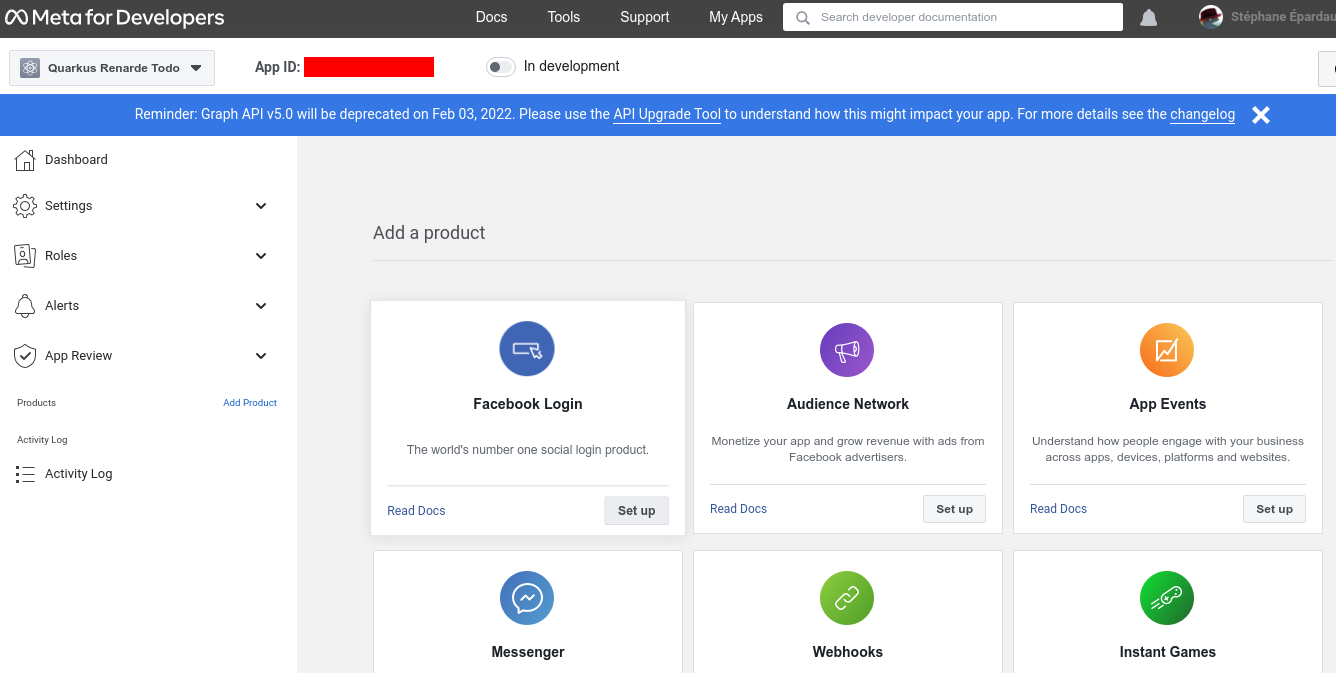 Meta for Developers
Docs Tools Support My Apps Search developer documentation Stéphane Épardau
Quarkus Renarde Todo App ID: In development
Reminder: Graph API v5.0 will be deprecated on Feb 03, 2022. Please use the API Upgrade Tool to understand how this might impact your app. For more details see the changelog
Dashboard
Settings
Roles
Alerts
App Review
Products Add Product
Activity Log
Activity Log
Add a product
Facebook Login
The world's number one social login product.
Read Docs Set up
Audience Network
Monetize your app and grow revenue with ads from
Facebook advertisers.
Read Docs Set up
App Events
Understand how people engage with your business
across apps, devices, platforms and websites.
Read Docs Set up
Messenger
Webhooks
Instant Games